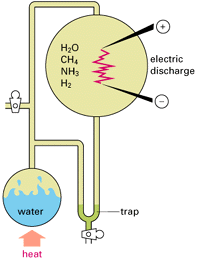 H₂O
CH₄
NH₃
H₂
+
electric
discharge
−
water
trap
heat